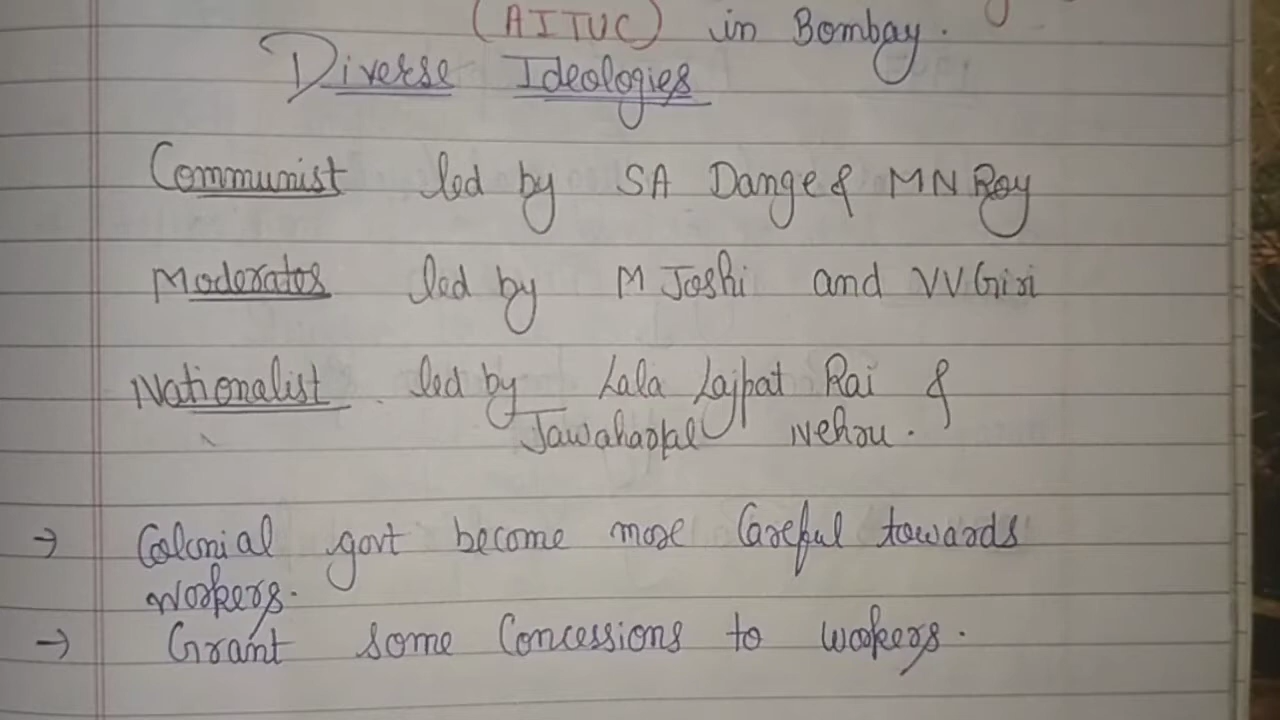 (AITUC) in Bombay.
Diverse Ideologies
Communist led by SA Dange & MN Roy
Moderates led by M Joshi and VV Giri
Nationalist led by Lala Lajpat Rai &
Jawaharlal Nehru.
→ Colonial govt become more Careful towards
workers.
→ Grant some Concessions to workers.